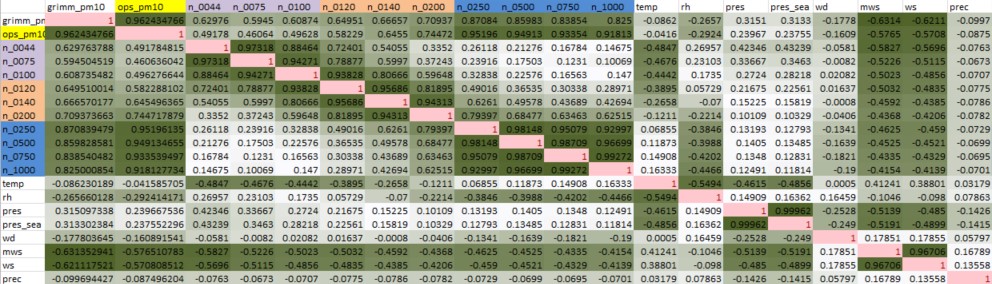 grimm_pm10 ops_pm10 n_0044 n_0075 n_0100 n_0120 n_0140 n_0200 n_0250 n_0500 n_0750 n_1000 temp rh pres pres_sea wd mws ws prec
grimm_pm10 1 0.962434766 0.62976 0.5945 0.60874 0.64951 0.66657 0.70937 0.87084 0.85983 0.83854 0.825 -0.0862 -0.2657 0.3151 0.3133 -0.1778 -0.6314 -0.6211 -0.0997
ops_pm10 0.962434766 1 0.49178 0.46064 0.49628 0.58229 0.6455 0.74472 0.95196 0.94913 0.93354 0.91813 -0.0416 -0.2924 0.23967 0.23755 -0.1609 -0.5765 -0.5708 -0.0875
n_0044 0.629763788 0.491784815 1 0.97318 0.88464 0.72401 0.54055 0.3352 0.26118 0.21276 0.16784 0.14675 -0.4847 0.26957 0.42346 0.43239 -0.0581 -0.5827 -0.5696 -0.0763
n_0075 0.594504519 0.460636042 0.97318 1 0.94271 0.78877 0.5997 0.37243 0.23916 0.17503 0.1231 0.10069 -0.4676 0.23103 0.33667 0.3463 -0.0082 -0.5226 -0.5115 -0.0673
n_0100 0.608735482 0.496276644 0.88464 0.94271 1 0.93828 0.80666 0.59648 0.32838 0.22576 0.16563 0.147 -0.4442 0.1735 0.2724 0.28218 0.02082 -0.5023 -0.4856 -0.0707
n_0120 0.649510014 0.582288102 0.72401 0.78877 0.93828 1 0.95686 0.81895 0.49016 0.36535 0.30338 0.28971 -0.3895 0.05729 0.21675 0.22561 0.01637 -0.5032 -0.4835 -0.0775
n_0140 0.666570177 0.645496365 0.54055 0.5997 0.80666 0.95686 1 0.94313 0.6261 0.49578 0.43689 0.42694 -0.2658 -0.07 0.15225 0.15819 -0.0008 -0.4592 -0.4385 -0.0786
n_0200 0.709373663 0.744717879 0.3352 0.37243 0.59648 0.81895 0.94313 1 0.79397 0.68477 0.63463 0.62515 -0.1211 -0.2214 0.10109 0.10329 -0.0406 -0.4368 -0.4206 -0.0782
n_0250 0.870839479 0.95196135 0.26118 0.23916 0.32838 0.49016 0.6261 0.79397 1 0.98148 0.95079 0.92997 0.06855 -0.3846 0.13193 0.12793 -0.1341 -0.4625 -0.459 -0.0729
n_0500 0.859828581 0.949134655 0.21276 0.17503 0.22576 0.36535 0.49578 0.68477 0.98148 1 0.98709 0.96699 0.11873 -0.3988 0.1405 0.13485 -0.1639 -0.4525 -0.4521 -0.0699
n_0750 0.838540482 0.933539497 0.16784 0.1231 0.16563 0.30338 0.43689 0.63463 0.95079 0.98709 1 0.99272 0.14908 -0.4202 0.1348 0.12831 -0.1821 -0.4335 -0.4329 -0.0695
n_1000 0.825000854 0.918127734 0.14675 0.10069 0.147 0.28971 0.42694 0.62515 0.92997 0.96699 0.99272 1 0.16333 -0.4466 0.12491 0.11814 -0.19 -0.4154 -0.4139 -0.0701
temp -0.086230189 -0.041585705 -0.4847 -0.4676 -0.4442 -0.3895 -0.2658 -0.1211 0.06855 0.11873 0.14908 0.16333 1 -0.5494 -0.4615 -0.4856 0.0005 0.41241 0.38801 0.03179
rh -0.265660128 -0.292414171 0.26957 0.23103 0.1735 0.05729 -0.07 -0.2214 -0.3846 -0.3988 -0.4202 -0.4466 -0.5494 1 0.14909 0.16362 0.16459 -0.1046 -0.098 0.07863
pres 0.315097338 0.239667536 0.42346 0.33667 0.2724 0.21675 0.15225 0.10109 0.13193 0.1405 0.1348 0.12491 -0.4615 0.14909 1 0.99962 -0.2528 -0.5139 -0.485 -0.1426
pres_sea 0.313302384 0.237552296 0.43239 0.3463 0.28218 0.22561 0.15819 0.10329 0.12793 0.13485 0.12831 0.11814 -0.4856 0.16362 0.99962 1 -0.249 -0.5191 -0.4899 -0.1415
wd -0.177803645 -0.160891541 -0.0581 -0.0082 0.02082 0.01637 -0.0008 -0.0406 -0.1341 -0.1639 -0.1821 -0.19 0.0005 0.16459 -0.2528 -0.249 1 0.17851 0.17855 0.05797
mws -0.631352941 -0.576510783 -0.5827 -0.5226 -0.5023 -0.5032 -0.4592 -0.4368 -0.4625 -0.4525 -0.4335 -0.4154 0.41241 -0.1046 -0.5139 -0.5191 0.17851 1 0.96706 0.16789
ws -0.621117521 -0.570808512 -0.5696 -0.5115 -0.4856 -0.4835 -0.4385 -0.4206 -0.459 -0.4521 -0.4329 -0.4139 0.38801 -0.098 -0.485 -0.4899 0.17855 0.96706 1 0.13558
prec -0.099694427 -0.087496204 -0.0763 -0.0673 -0.0707 -0.0775 -0.0786 -0.0782 -0.0729 -0.0699 -0.0695 -0.0701 0.03179 0.07863 -0.1426 -0.1415 0.05797 0.16789 0.13558 1